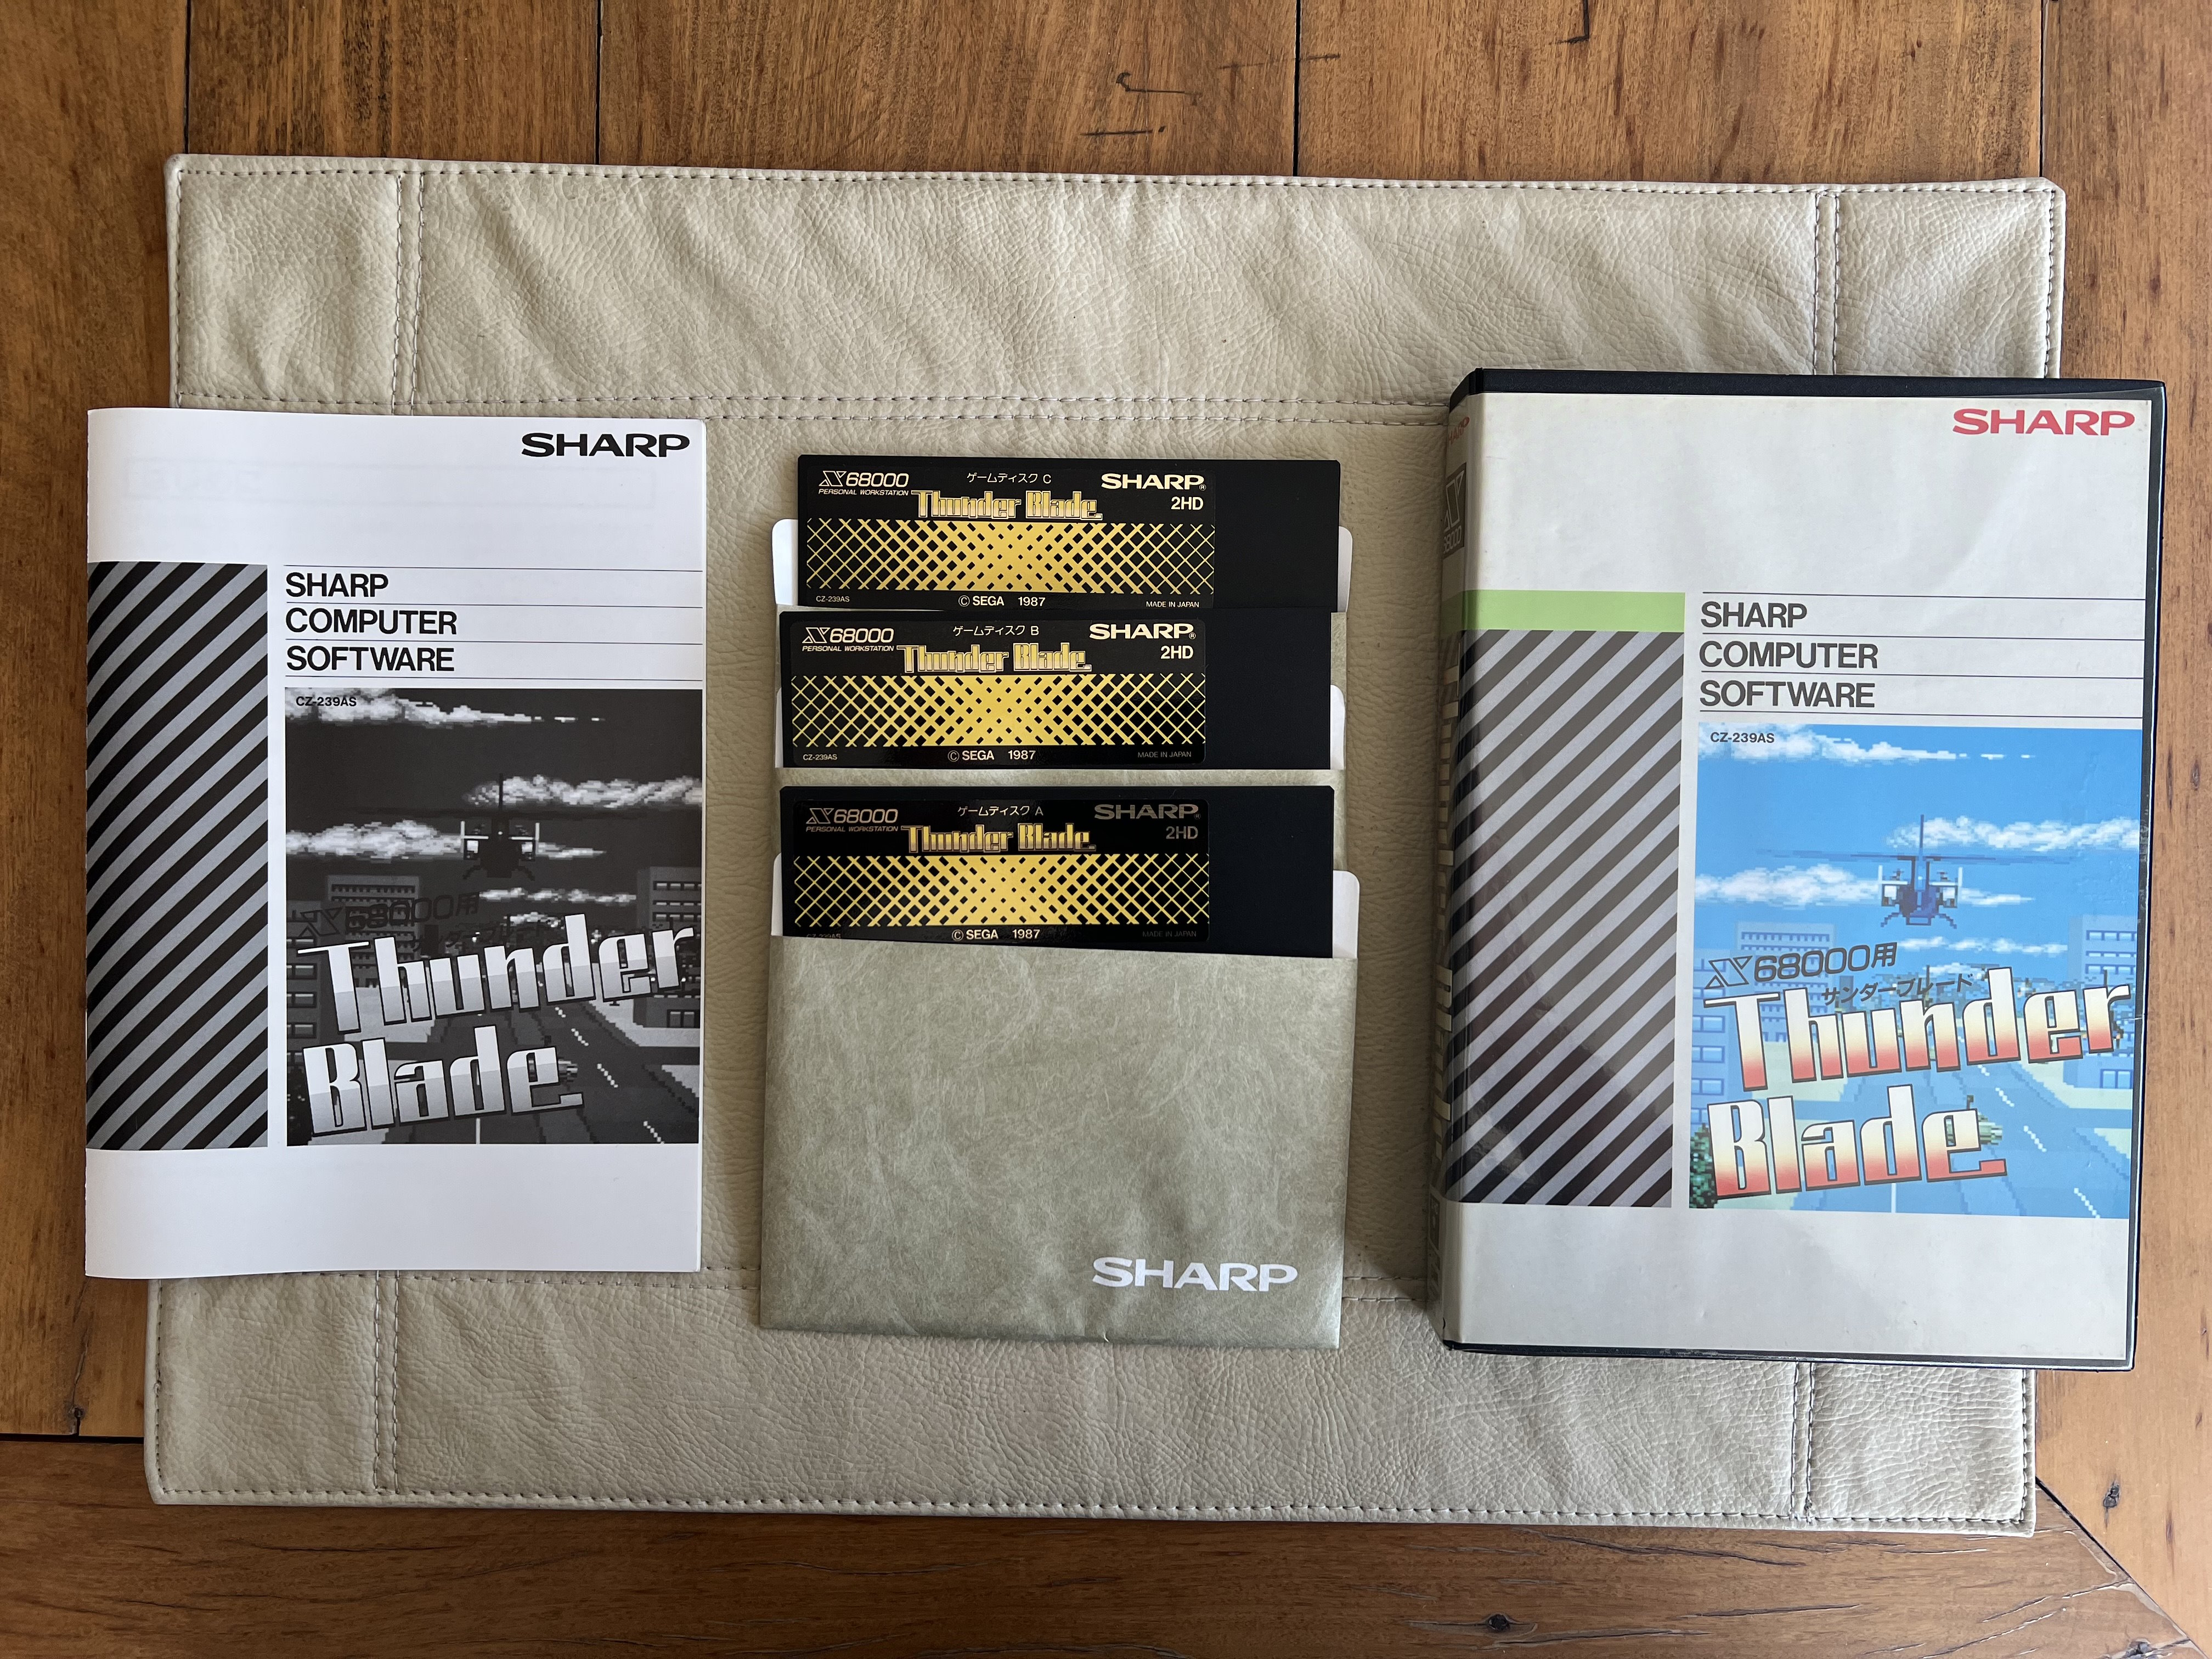 SHARP
SHARP
COMPUTER
SOFTWARE
CZ-239AS
X68000用
Thunder
Blade
X68000
PERSONAL WORKSTATION
ゲームディスク C
SHARP®
2HD
Thunder Blade
CZ-239AS
© SEGA 1987
MADE IN JAPAN
X68000
PERSONAL WORKSTATION
ゲームディスク B
SHARP®
2HD
Thunder Blade
CZ-239AS
© SEGA 1987
MADE IN JAPAN
X68000
PERSONAL WORKSTATION
ゲームディスク A
SHARP®
2HD
Thunder Blade
CZ-239AS
© SEGA 1987
MADE IN JAPAN
SHARP
SHARP
X
68000
SHARP
SHARP
COMPUTER
SOFTWARE
CZ-239AS
X68000用
サンダーブレード
Thunder
Blade